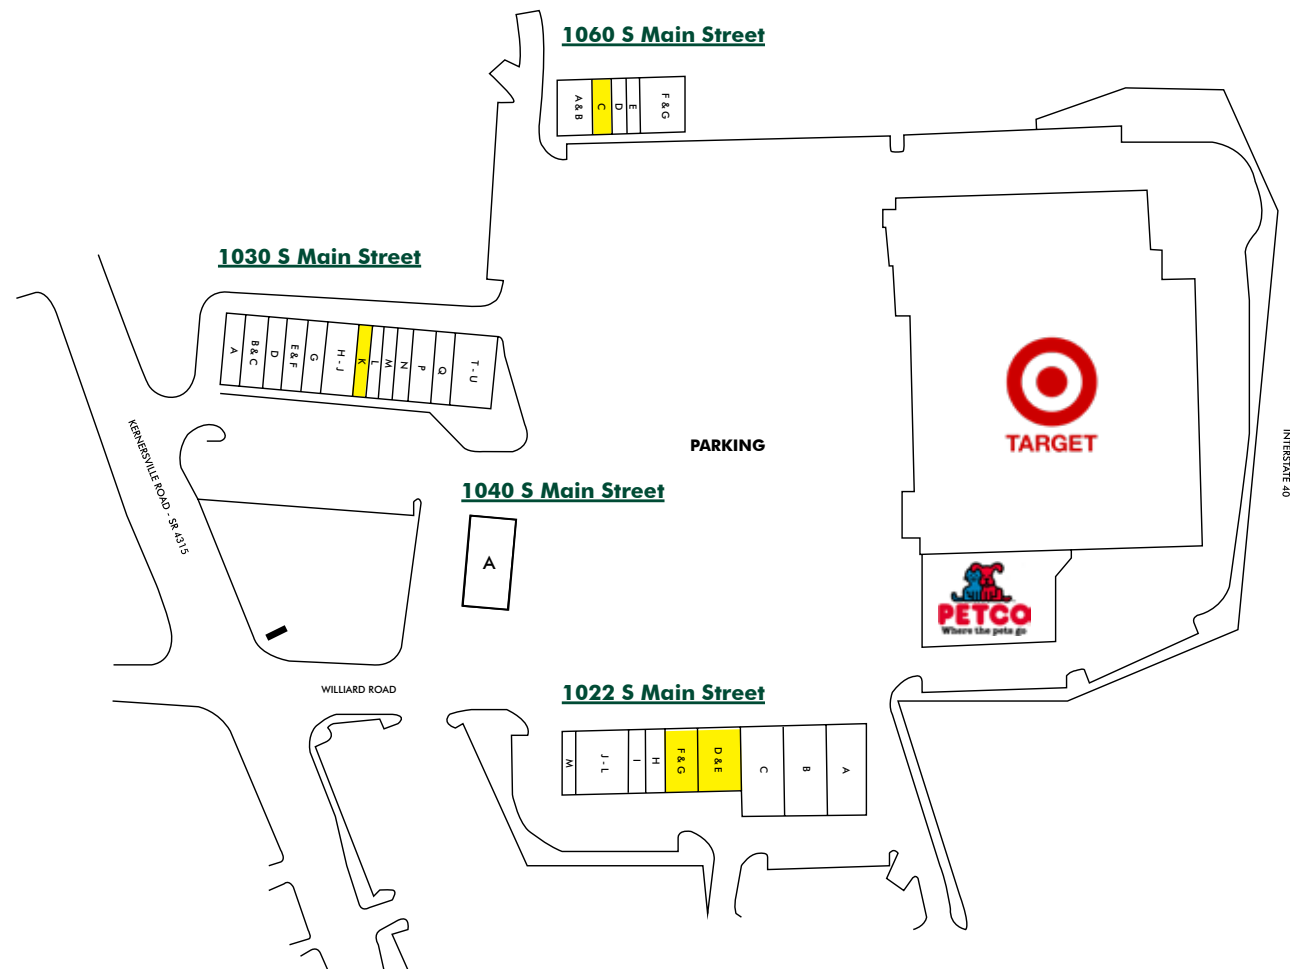 1060 S Main Street
A & B
C
D
E
F & G
1030 S Main Street
A
B & C
D
E & F
G
H - J
K
L
M
N
P
Q
T - U
TARGET
INTERSTATE 40
PARKING
KERNERSVILLE ROAD - SR 4315
1040 S Main Street
A
PETCO
Where the pets go
WILLIARD ROAD
1022 S Main Street
M
J - L
I
H
F & G
D & E
C
B
A